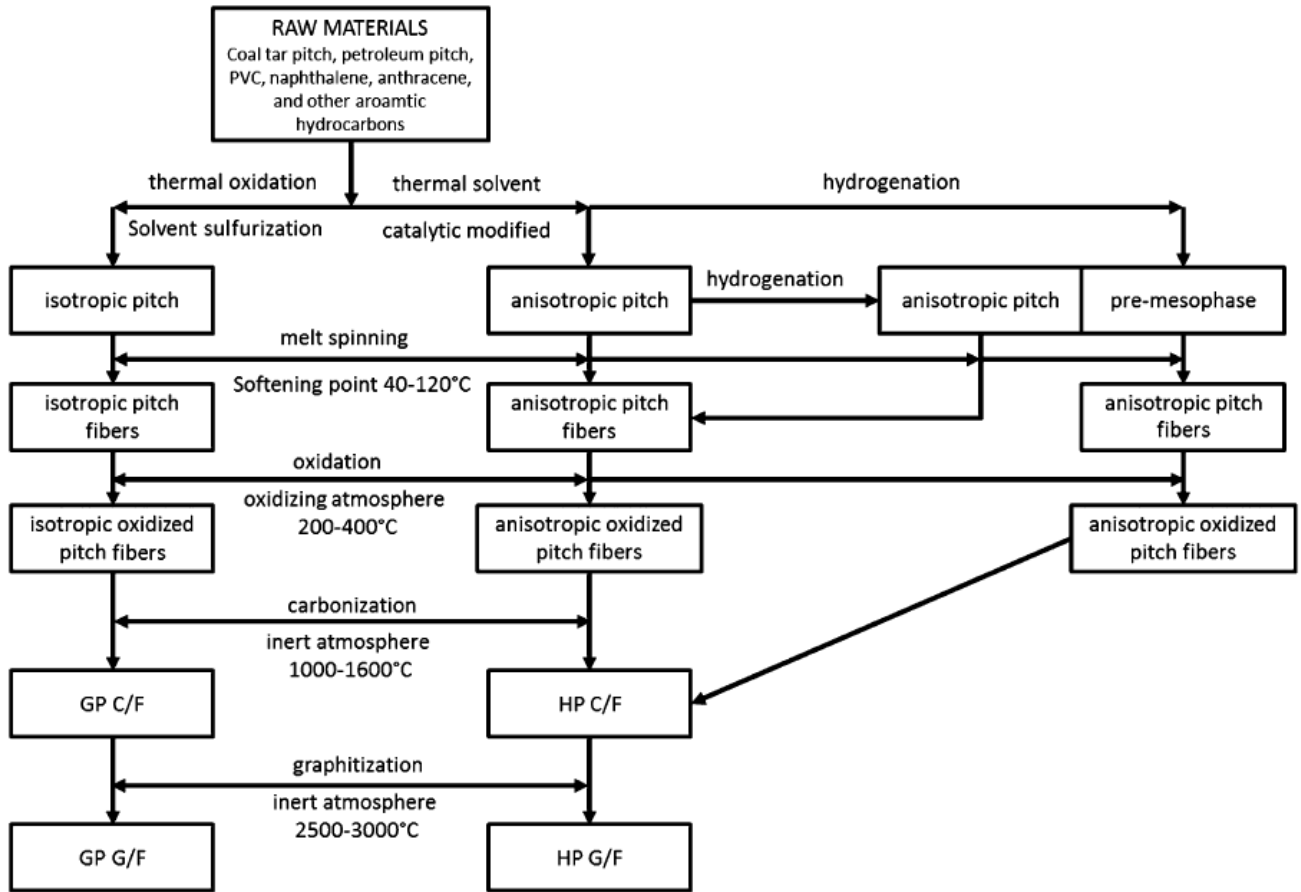 RAW MATERIALS
Coal tar pitch, petroleum pitch,
PVC, naphthalene, anthracene,
and other aroamtic
hydrocarbons
thermal oxidation
thermal solvent
hydrogenation
Solvent sulfurization
catalytic modified
isotropic pitch
anisotropic pitch
hydrogenation
anisotropic pitch
pre-mesophase
melt spinning
Softening point 40-120°C
isotropic pitch
fibers
anisotropic pitch
fibers
anisotropic pitch
fibers
oxidation
oxidizing atmosphere
200-400°C
isotropic oxidized
pitch fibers
anisotropic oxidized
pitch fibers
anisotropic oxidized
pitch fibers
carbonization
inert atmosphere
1000-1600°C
GP C/F
HP C/F
graphitization
inert atmosphere
2500-3000°C
GP G/F
HP G/F